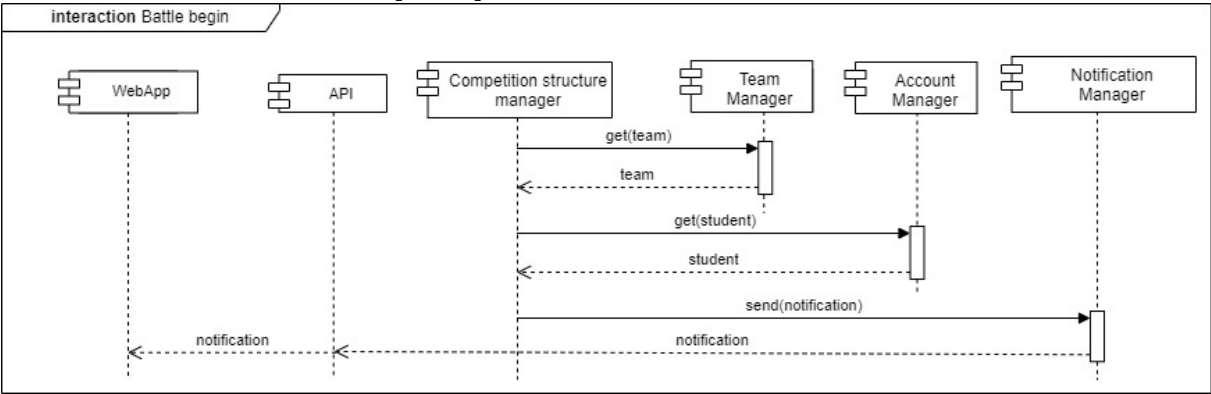 interaction Battle begin
WebApp
API
Competition structure
manager
Team
Manager
Account
Manager
Notification
Manager
get(team)
team
get(student)
student
send(notification)
notification
notification